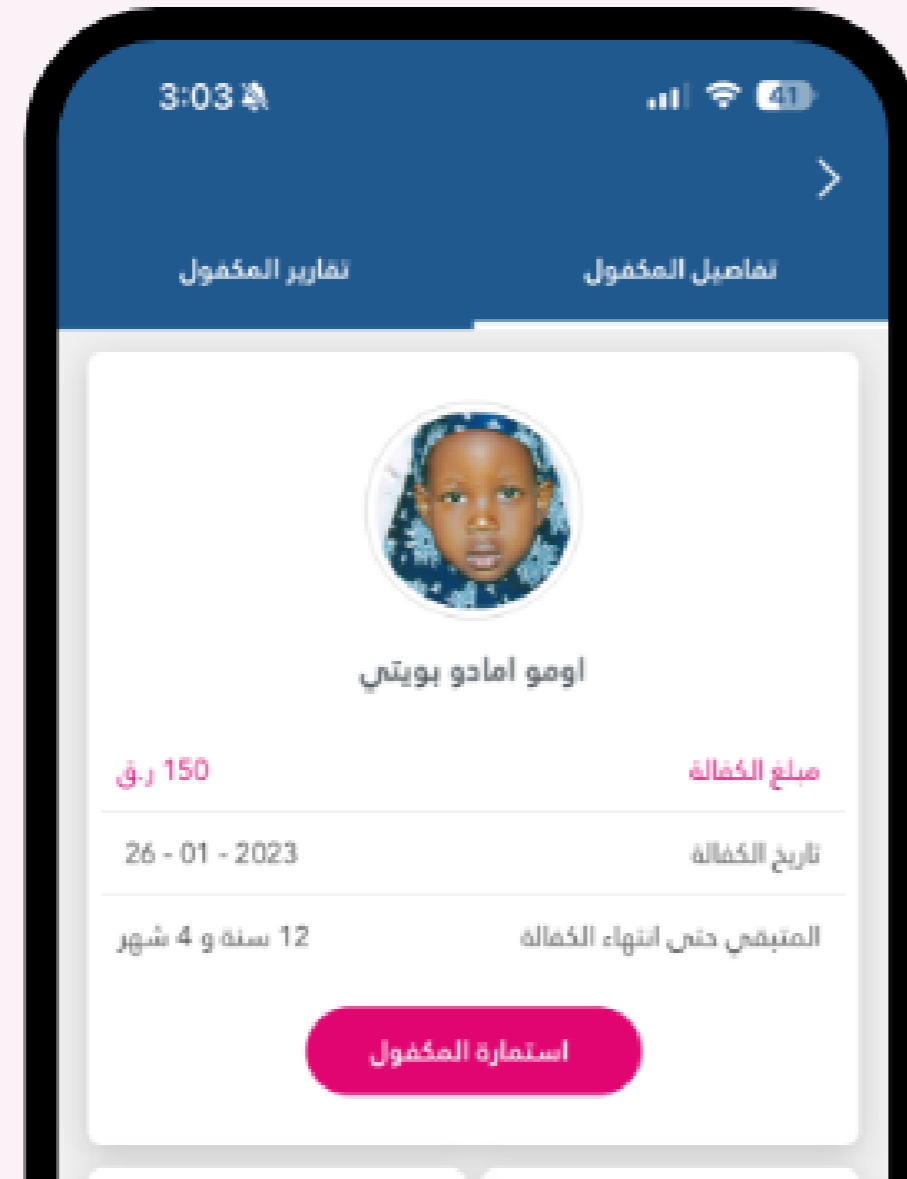 3:03 41
تفاصيل المكفول تقارير المكفول
اومو امادو بويتي
مبلغ الكفالة 150 ر.ق
تاريخ الكفالة 26 - 01 - 2023
المتبقي حتى انتهاء الكفالة 12 سنة و 4 شهر
استمارة المكفول